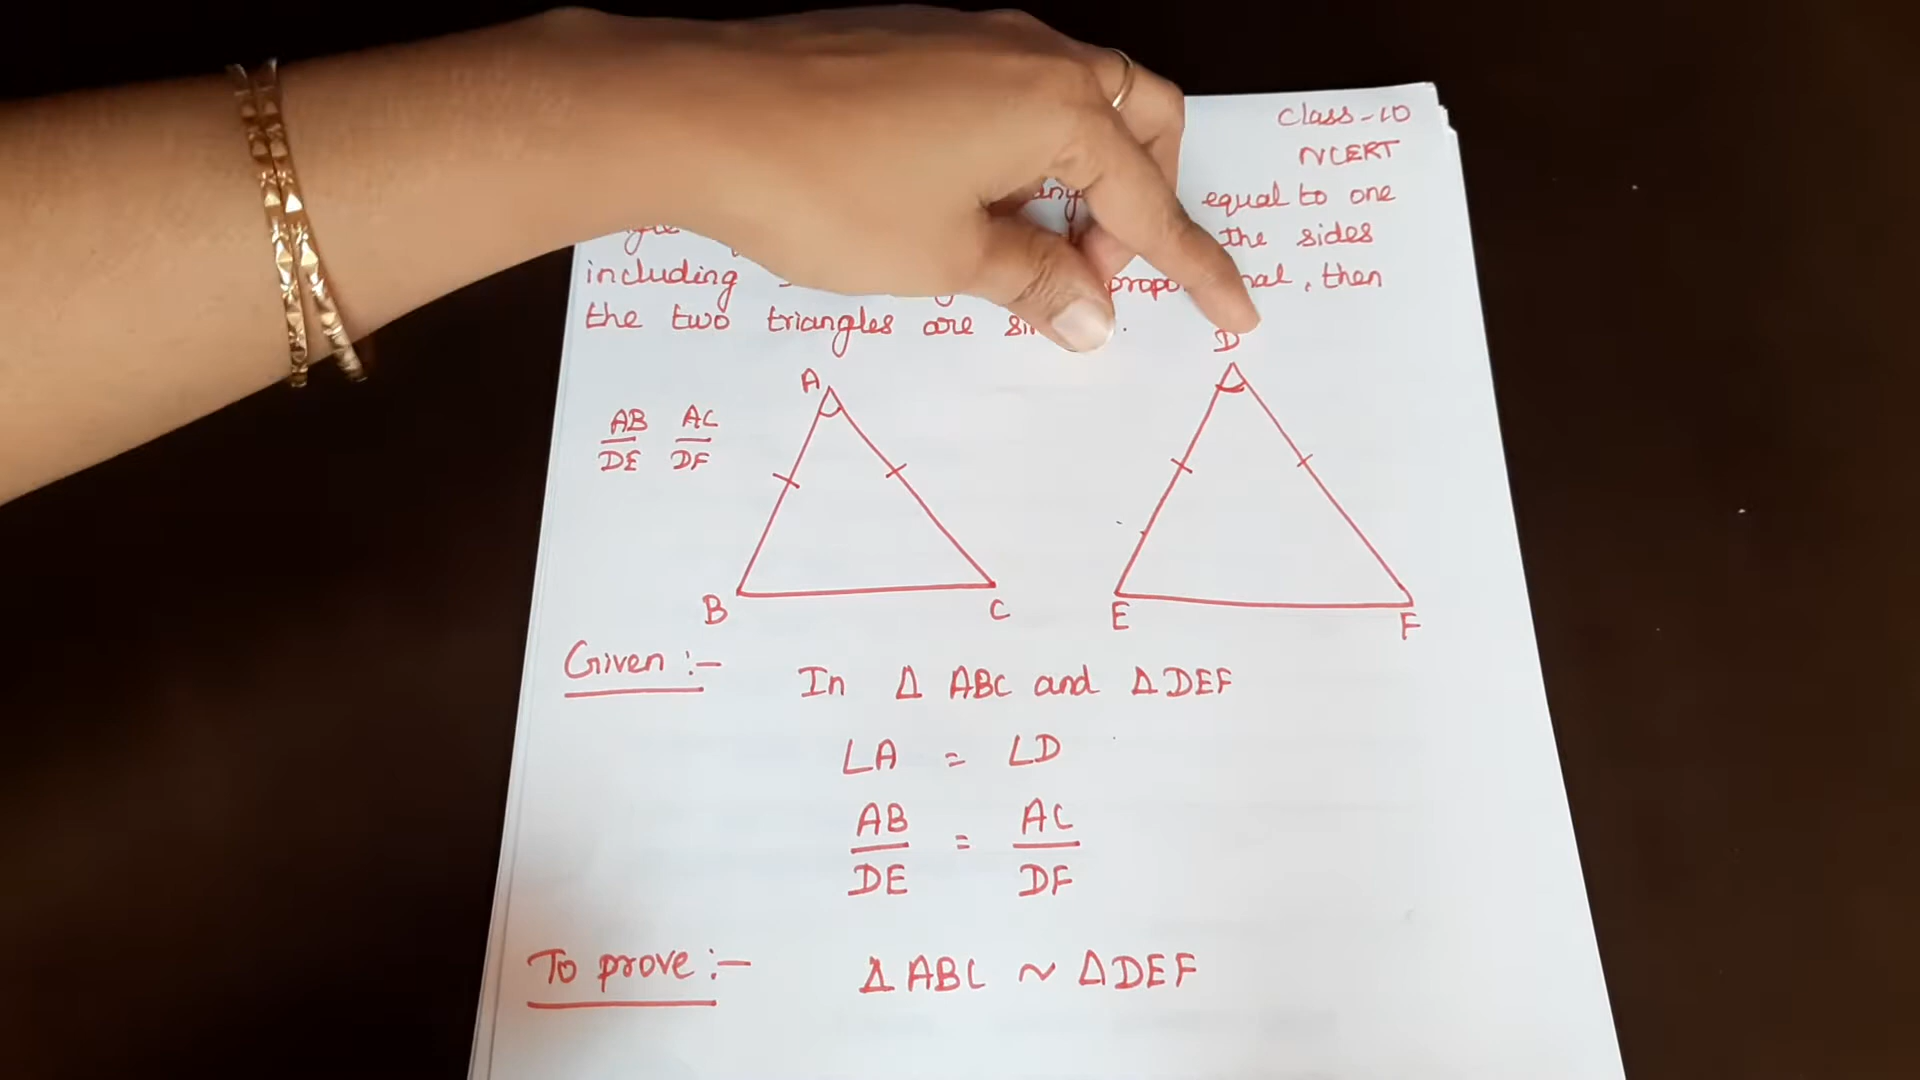 Class-10
NCERT
equal to one
the sides
including then
the two triangles are
A D
AB AC
DE DF
B C E F
Given :-
In Δ ABC and Δ DEF
∠A = ∠D
AB = AC
DE DF
To prove :-
Δ ABC ~ Δ DEF